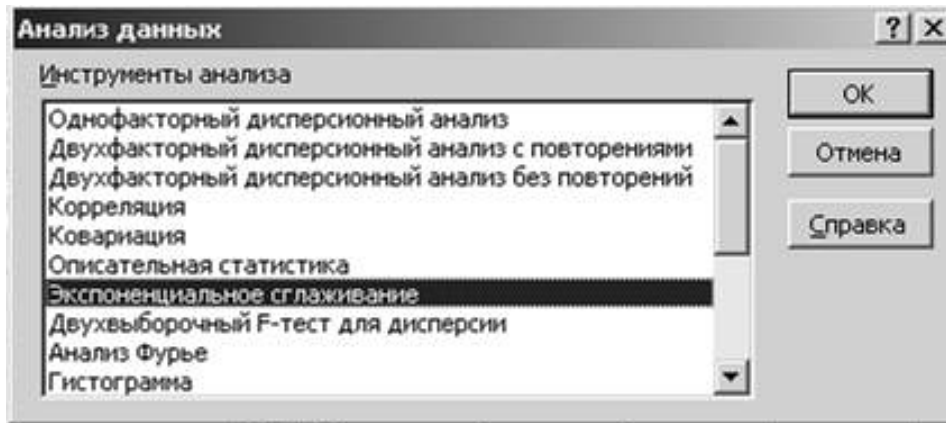 Анализ данных
Инструменты анализа
Однофакторный дисперсионный анализ
Двухфакторный дисперсионный анализ с повторениями
Двухфакторный дисперсионный анализ без повторений
Корреляция
Ковариация
Описательная статистика
Экспоненциальное сглаживание
Двухвыборочный F-тест для дисперсии
Анализ Фурье
Гистограмма
ОК
Отмена
Справка